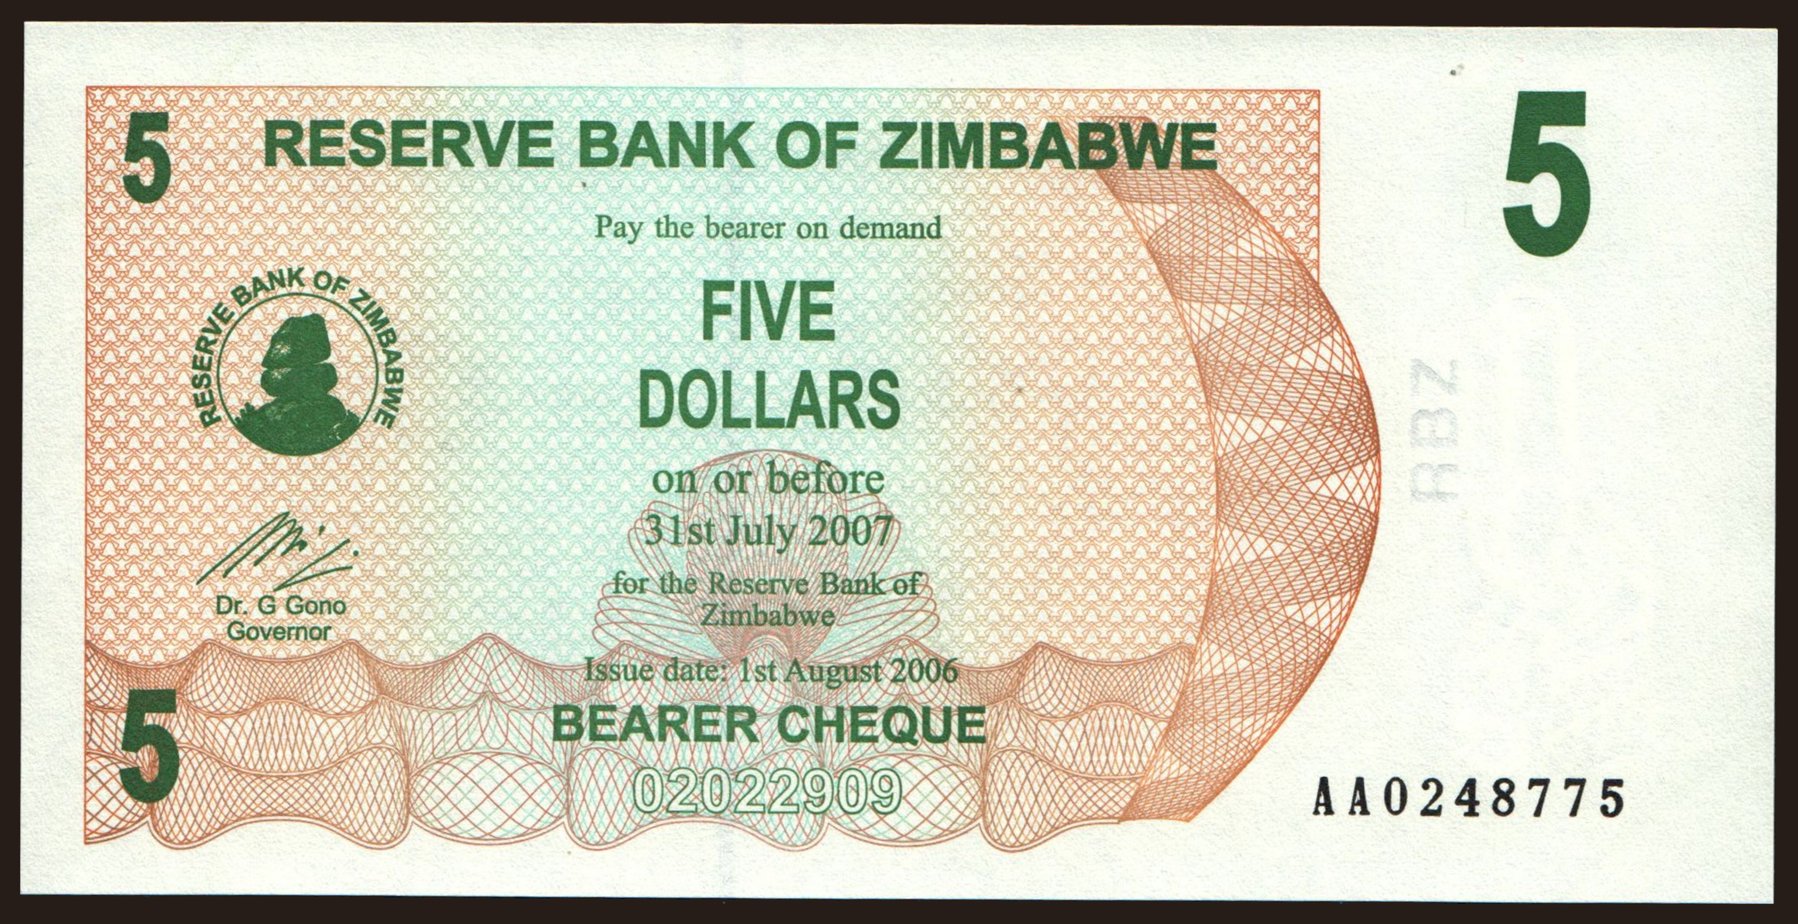 5
RESERVE BANK OF ZIMBABWE
5
Pay the bearer on demand
FIVE
DOLLARS
RESERVE BANK OF ZIMBABWE
on or before
31st July 2007
RBZ
for the Reserve Bank of
Zimbabwe
Dr. G Gono
Governor
Issue date: 1st August 2006
5
BEARER CHEQUE
02022909
AA0248775